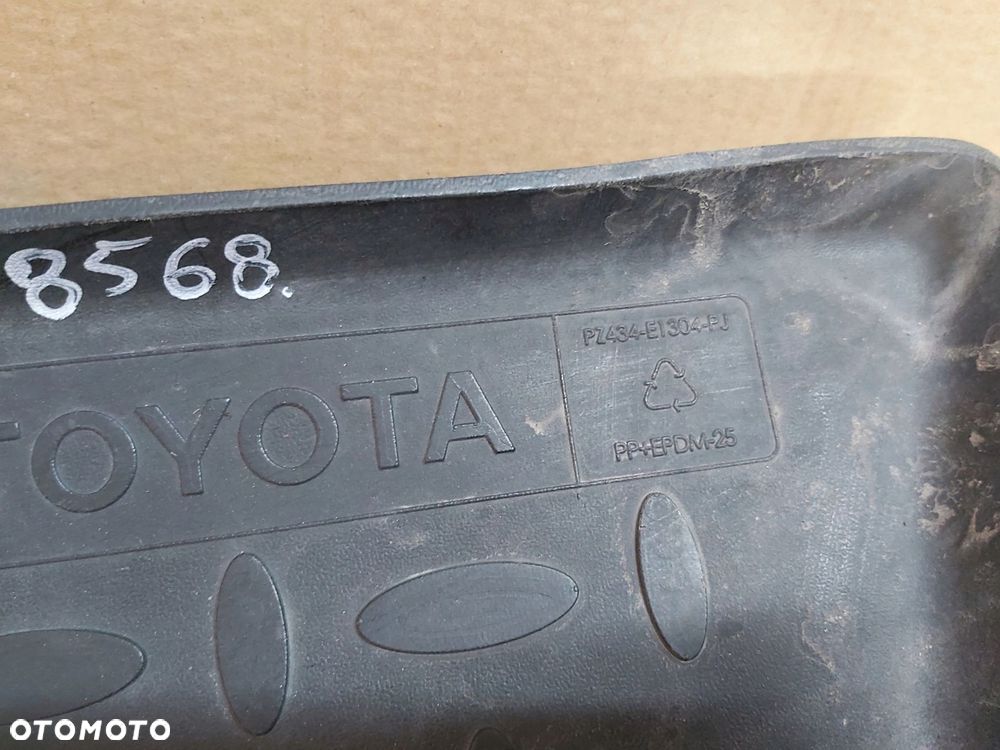 8568.
TOYOTA
PZ434-E1304-PJ
PP+EPDM-25
OTOMOTO